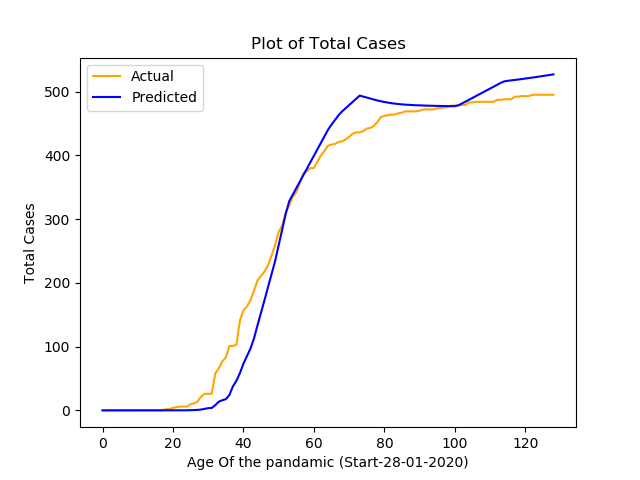 Plot of Total Cases
Actual
Predicted
500
400
300
200
100
0
Total Cases
0 20 40 60 80 100 120
Age Of the pandamic (Start-28-01-2020)